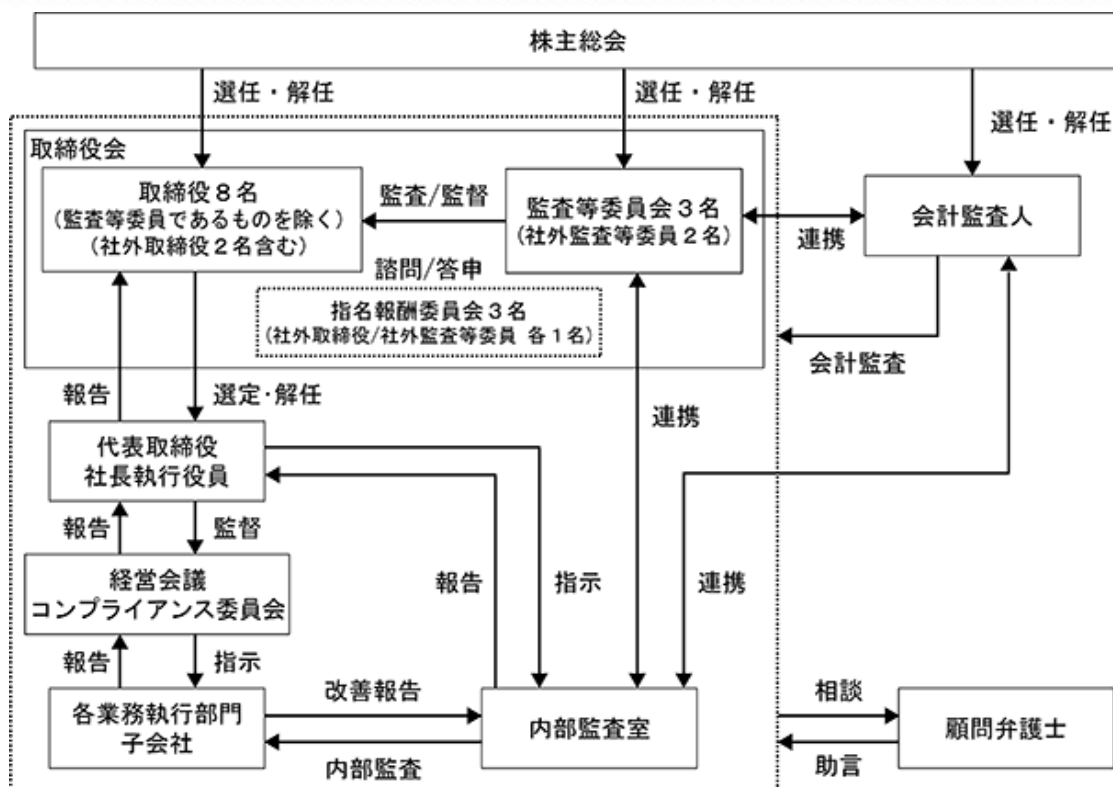 株主総会
選任・解任
選任・解任
選任・解任
取締役会
取締役8名
(監査等委員であるものを除く)
(社外取締役2名含む)
監査/監督
監査等委員会3名
(社外監査等委員2名)
連携
会計監査人
諮問/答申
指名報酬委員会3名
(社外取締役/社外監査等委員 各1名)
会計監査
報告
選定・解任
連携
代表取締役
社長執行役員
報告
監督
経営会議
コンプライアンス委員会
報告
指示
連携
報告
指示
各業務執行部門
子会社
改善報告
内部監査
内部監査室
相談
助言
顧問弁護士